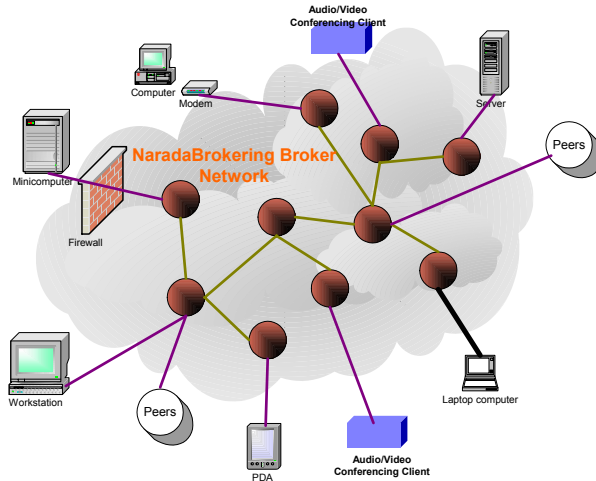 Audio/Video
Conferencing Client
Computer
Modem
Server
Peers
NaradaBrokering Broker
Network
Minicomputer
Firewall
Workstation
Peers
Laptop computer
PDA
Audio/Video
Conferencing Client